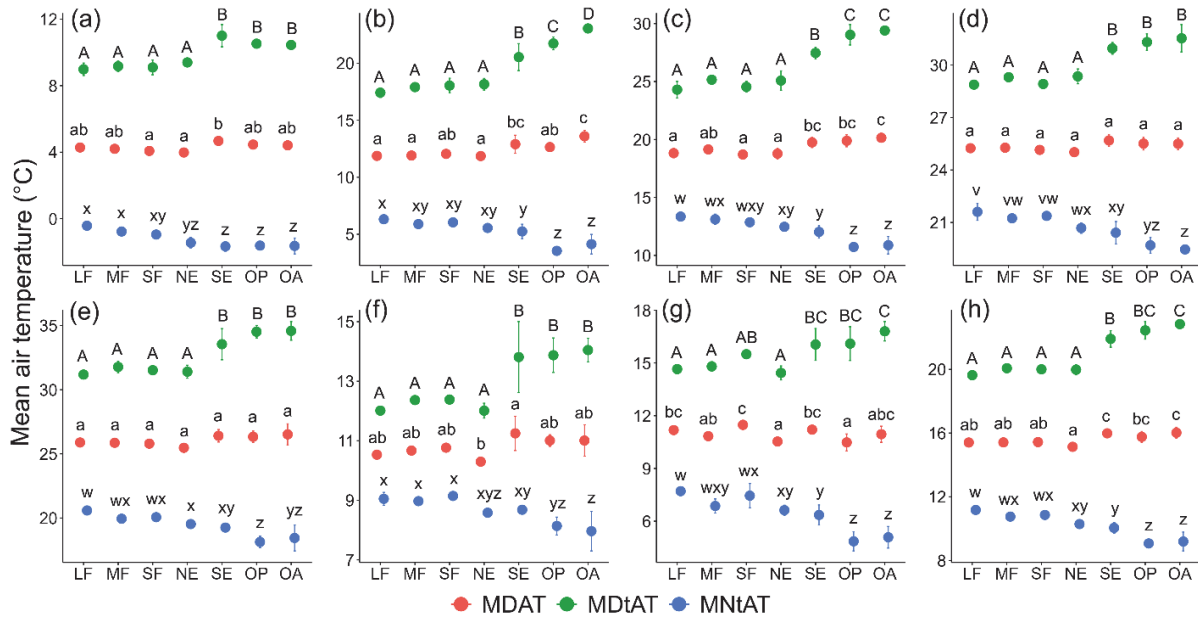 Mean air temperature (°C)
(a) (b) (c) (d)
12 8 4 0
A A A A B B B
ab ab a a b ab ab
x x xy yz z z z
LF MF SF NE SE OP OA
20 15 10 5
A A A A B C D
a a ab a bc ab c
x xy xy xy y z z
LF MF SF NE SE OP OA
30 25 20 15 10
A A A A B C C
a ab a a bc bc c
w wx wxy xy y z z
LF MF SF NE SE OP OA
30 27 24 21
A A A A B B B
a a a a a a a
v vw vw wx xy yz z
LF MF SF NE SE OP OA
(e) (f) (g) (h)
35 30 25 20
A A A A B B B
a a a a a a a
w wx wx x xy z yz
LF MF SF NE SE OP OA
15 13 11 9 7
A A A A B B B
ab ab ab b a ab ab
x x x xyz xy yz z
LF MF SF NE SE OP OA
18 15 12 9 6
A A AB A BC BC C
bc ab c a bc a abc
w wxy wx xy y z z
LF MF SF NE SE OP OA
20 16 12 8
A A A A B BC C
ab ab ab a c bc c
w wx wx xy y z z
LF MF SF NE SE OP OA
MDAT MDtAT MNtAT